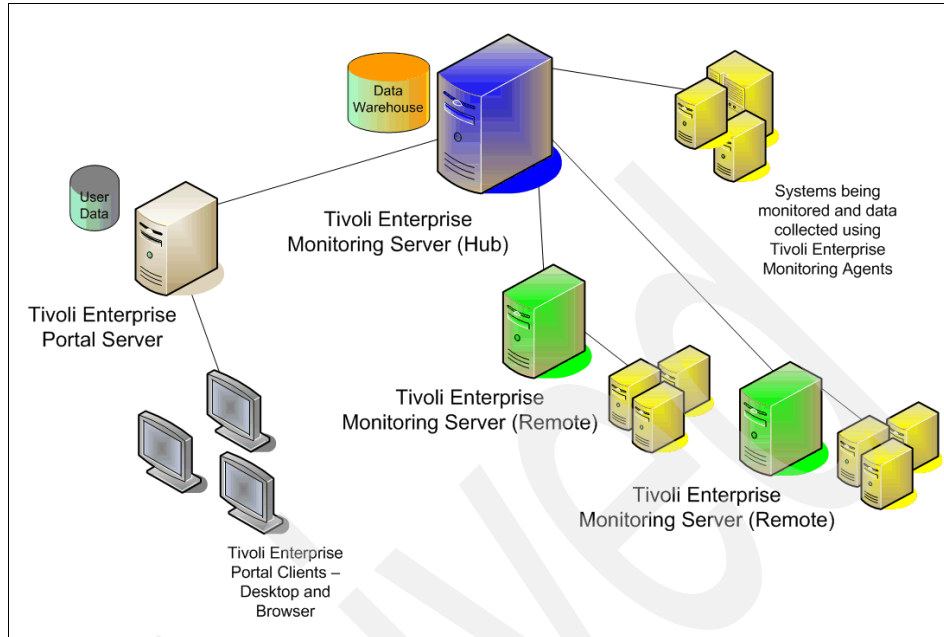 Data
Warehouse
User
Data
Tivoli Enterprise
Monitoring Server (Hub)
Systems being
monitored and data
collected using
Tivoli Enterprise
Monitoring Agents
Tivoli Enterprise
Portal Server
Tivoli Enterprise
Monitoring Server (Remote)
Tivoli Enterprise
Monitoring Server (Remote)
Tivoli Enterprise
Portal Clients –
Desktop and
Browser